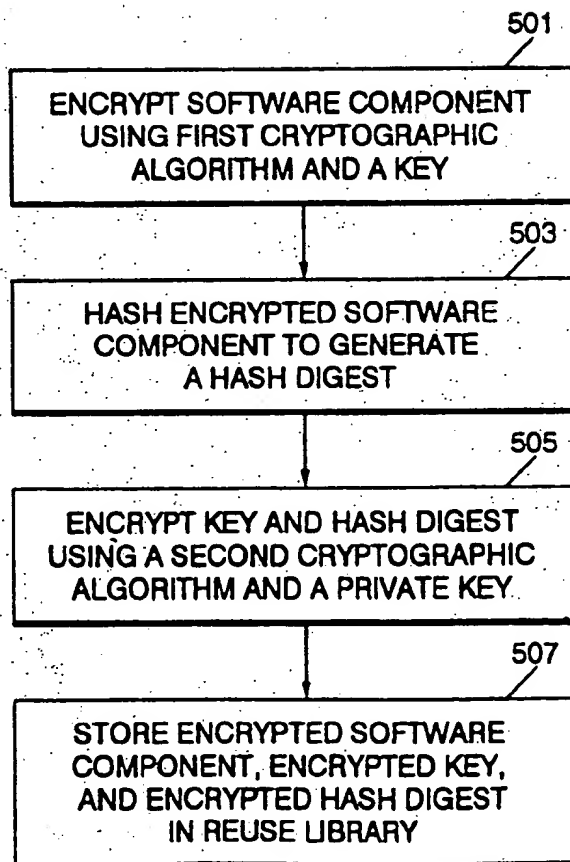 501
ENCRYPT SOFTWARE COMPONENT
USING FIRST CRYPTOGRAPHIC
ALGORITHM AND A KEY
503
HASH ENCRYPTED SOFTWARE
COMPONENT TO GENERATE
A HASH DIGEST
505
ENCRYPT KEY AND HASH DIGEST
USING A SECOND CRYPTOGRAPHIC
ALGORITHM AND A PRIVATE KEY
507
STORE ENCRYPTED SOFTWARE
COMPONENT, ENCRYPTED KEY,
AND ENCRYPTED HASH DIGEST
IN REUSE LIBRARY